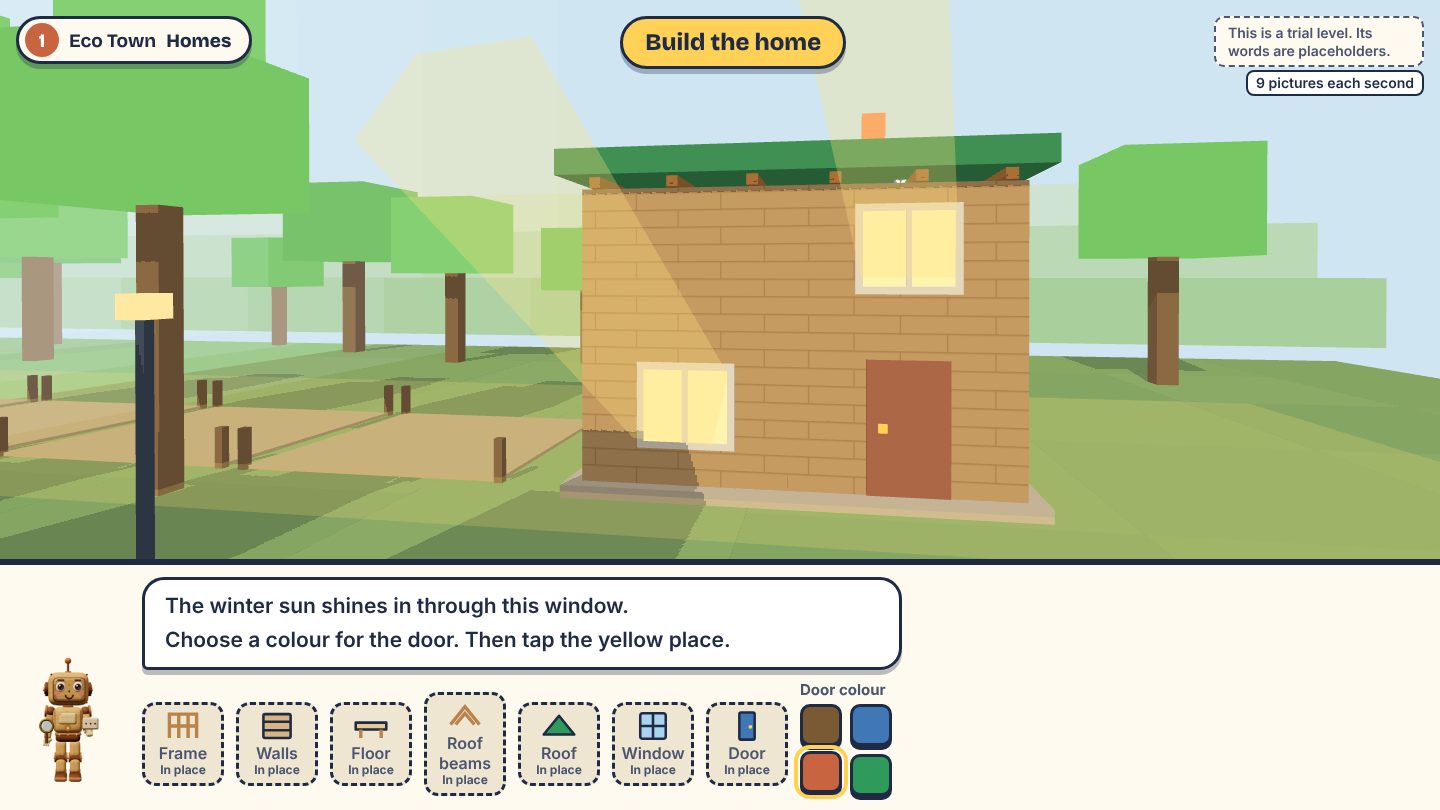 1 Eco Town Homes
Build the home
This is a trial level. Its
words are placeholders.
9 pictures each second
The winter sun shines in through this window.
Choose a colour for the door. Then tap the yellow place.
Door colour
Frame
In place
Walls
In place
Floor
In place
Roof
beams
In place
Roof
In place
Window
In place
Door
In place